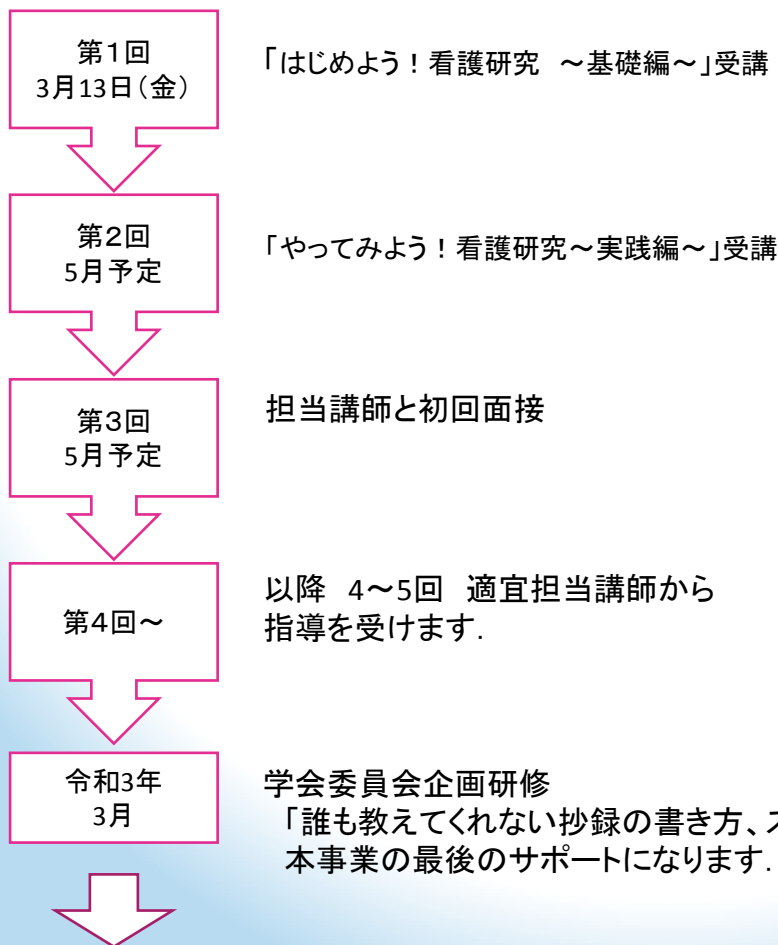 第1回
3月13日（金）
「はじめよう！看護研究　～基礎編～」受講
第2回
5月予定
「やってみよう！看護研究～実践編～」受講
第3回
5月予定
担当講師と初回面接
第4回～
以降　4～5回　適宜担当講師から
指導を受けます.
令和3年
3月
学会委員会企画研修
「誰も教えてくれない抄録の書き方、
本事業の最後のサポートになります.